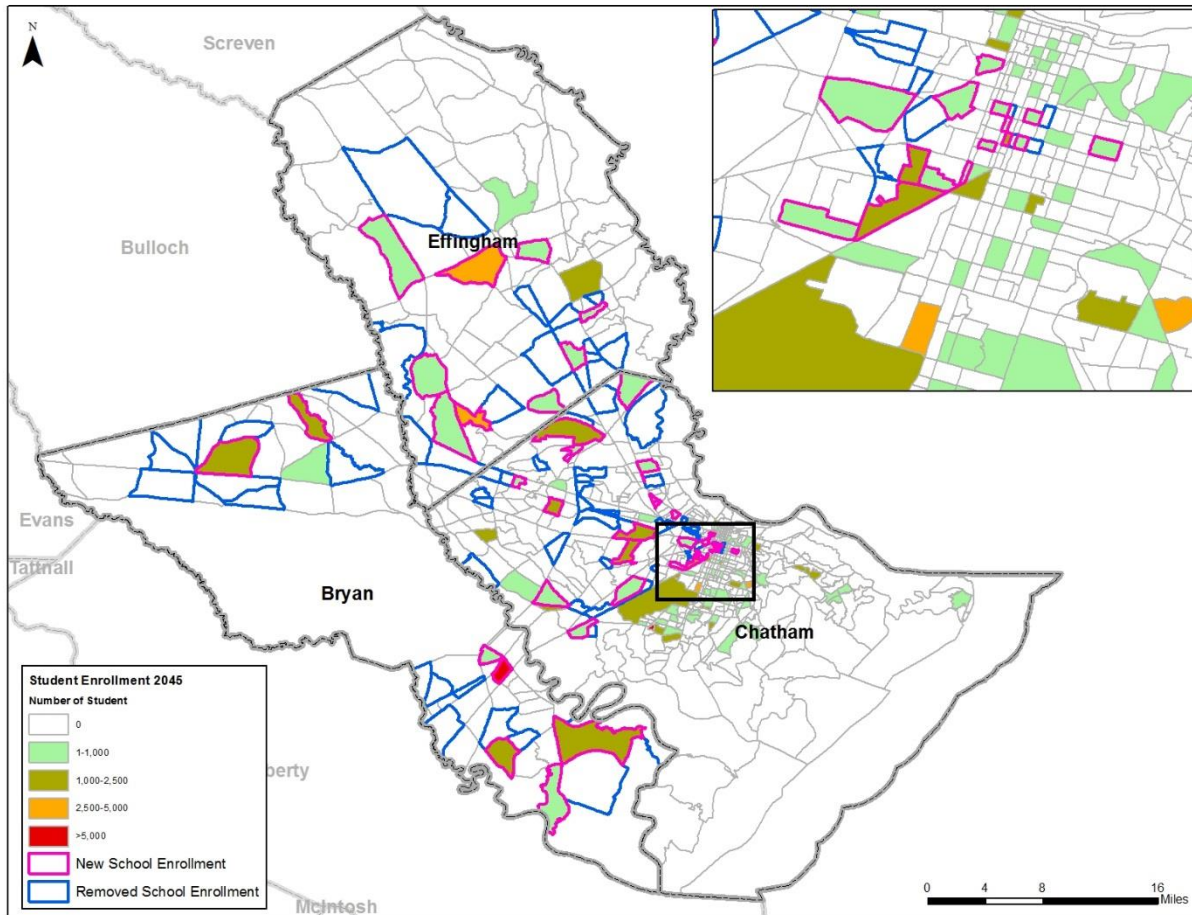 N
Screven
Bulloch
Effingham
Evans
Tattnall
Bryan
Chatham
Student Enrollment 2045
Number of Student
0
1-1,000
1,000-2,500
2,500-5,000
>5,000
New School Enrollment
Removed School Enrollment
berty
McIntosh
0 4 8 16
Miles